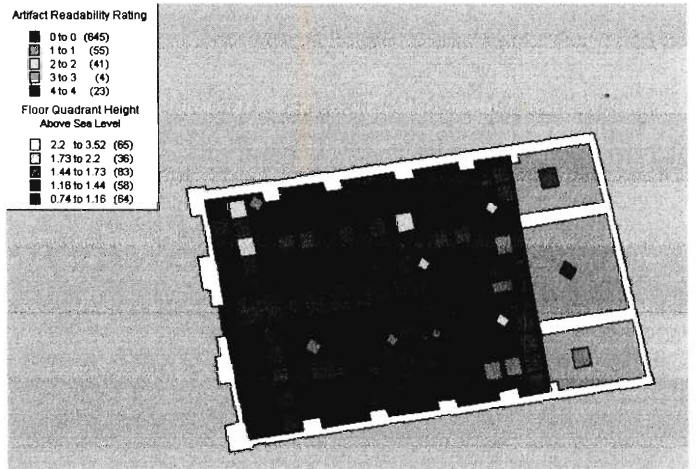 Artifact Readability Rating
0 to 0 (645)
1 to 1 (55)
2 to 2 (41)
3 to 3 (4)
4 to 4 (23)
Floor Quadrant Height
Above Sea Level
2.2 to 3.52 (65)
1.73 to 2.2 (36)
1.44 to 1.73 (83)
1.16 to 1.44 (58)
0.74 to 1.16 (64)